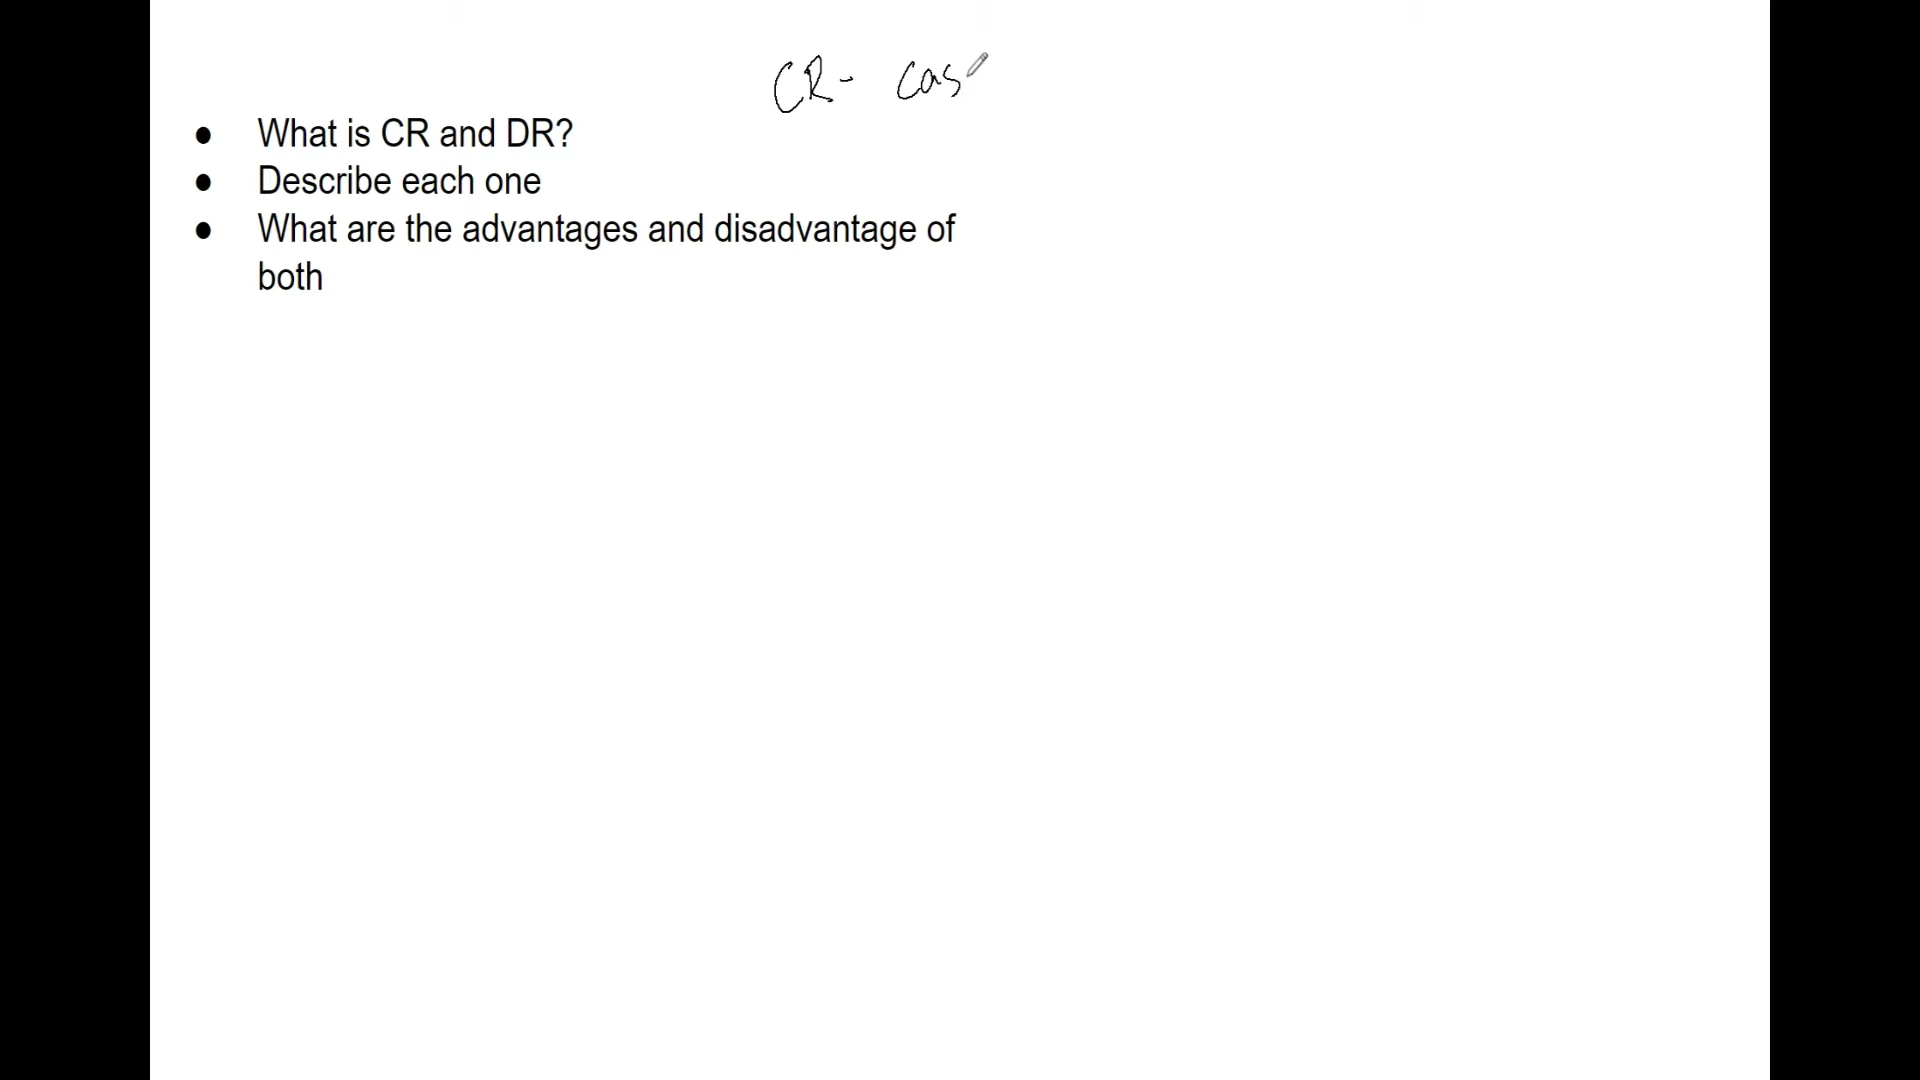 CR- cas
● What is CR and DR?
● Describe each one
● What are the advantages and disadvantage of
both